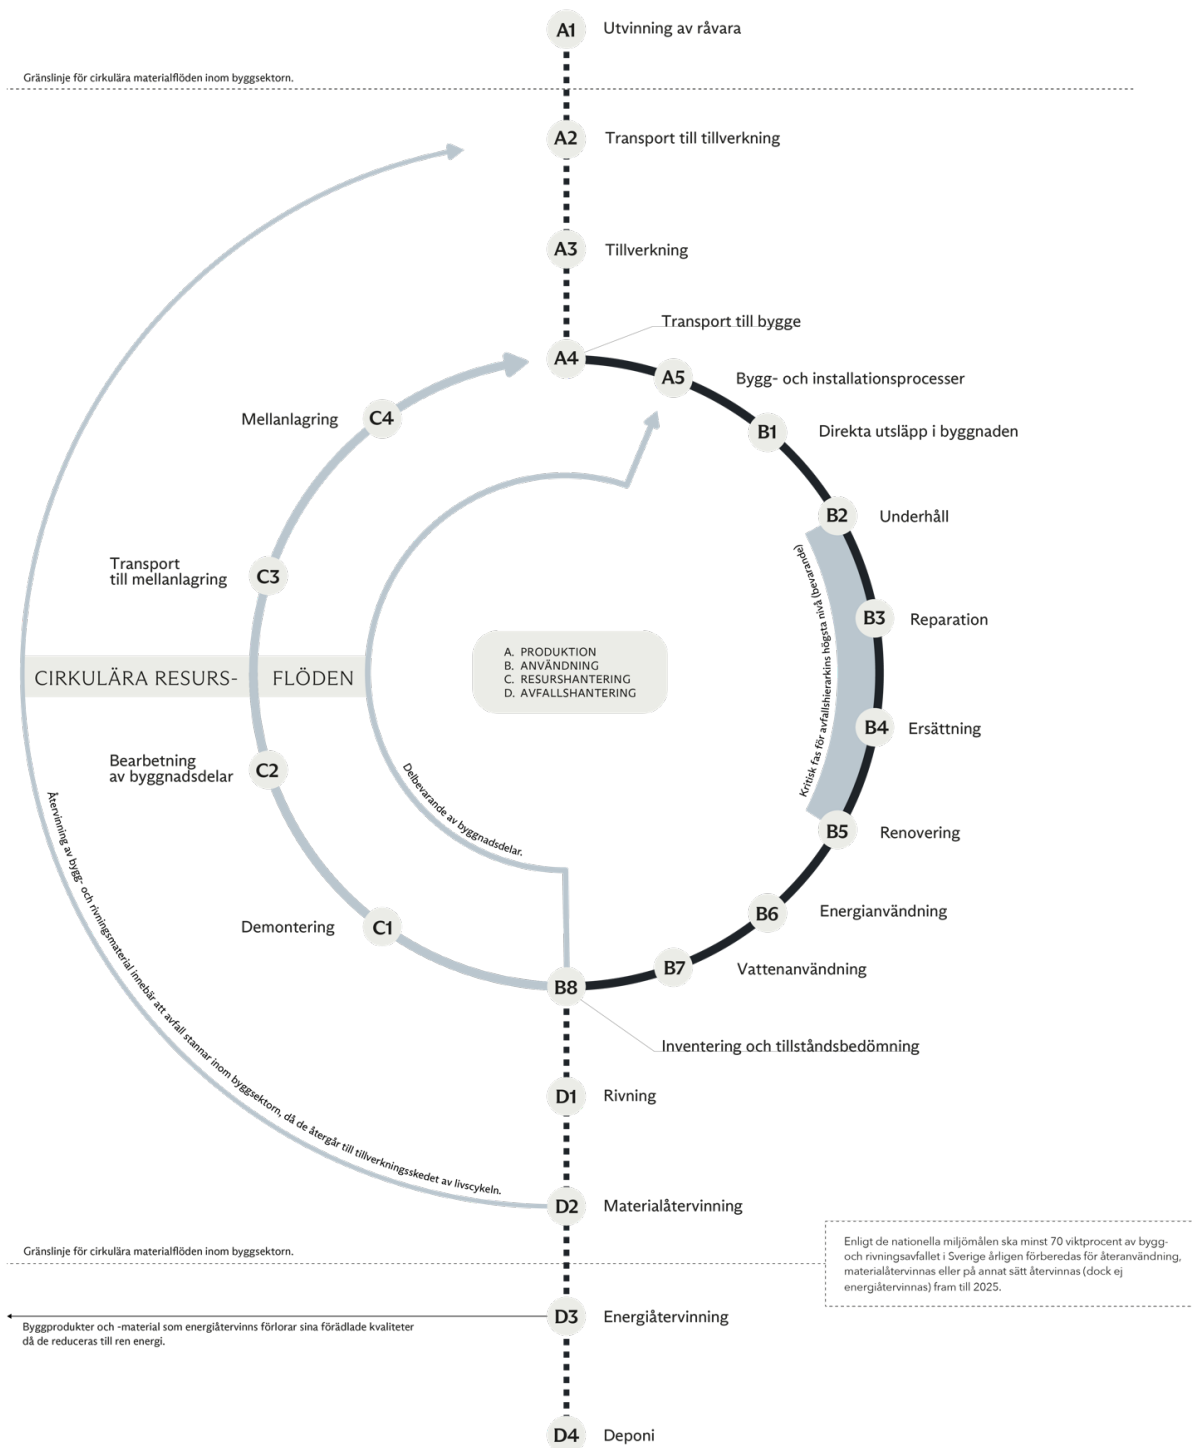 A1 Utvinning av råvara
Gränslinje för cirkulära materialflöden inom byggsektorn.
A2 Transport till tillverkning
A3 Tillverkning
Transport till bygge
A4
A5 Bygg- och installationsprocesser
C4 Mellanlagring
B1 Direkta utsläpp i byggnaden
B2 Underhåll
Kritisk fas för avfallshierarkins högsta nivå (bevarande)
Transport
till mellanlagring
C3
B3 Reparation
CIRKULÄRA RESURS-FLÖDEN
A. PRODUKTION
B. ANVÄNDNING
C. RESURSHANTERING
D. AVFALLSHANTERING
B4 Ersättning
Bearbetning
av byggnadsdelar
C2
Delbevarande av byggnadsdelar.
B5 Renovering
Återvinning av bygg- och rivningsmaterial innebär att avfall stannar inom byggsektorn, då de återgår till tillverkningsskedet av livscykeln.
B6 Energianvändning
Demontering
C1
B7 Vattenanvändning
B8
Inventering och tillståndsbedömning
D1 Rivning
D2 Materialåtervinning
Gränslinje för cirkulära materialflöden inom byggsektorn.
Enligt de nationella miljömålen ska minst 70 viktprocent av bygg-
och rivningsavfallet i Sverige årligen förberedas för återanvändning,
materialåtervinnas eller på annat sätt återvinnas (dock ej
energiåtervinnas) fram till 2025.
D3 Energiåtervinning
Byggprodukter och -material som energiåtervinns förlorar sina förädlade kvaliteter
då de reduceras till ren energi.
D4 Deponi